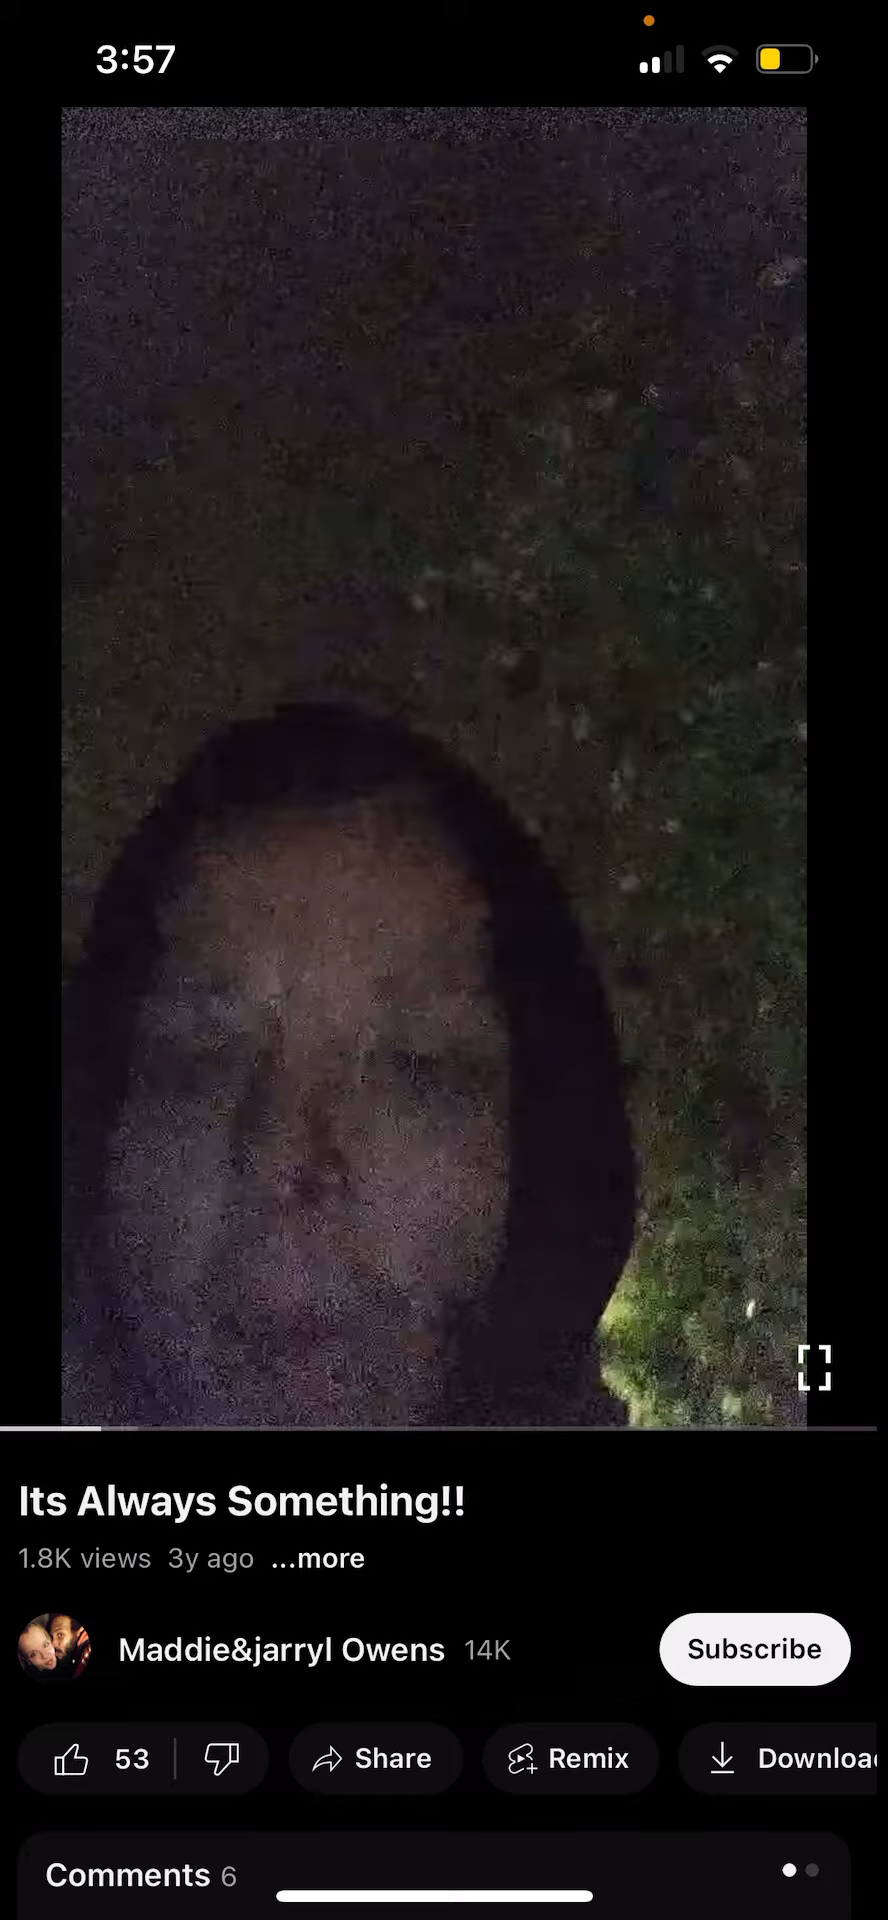 3:57
Its Always Something!!
1.8K views 3y ago ...more
Maddie&jarryl Owens 14K
Subscribe
53 Share Remix Downloa
Comments 6